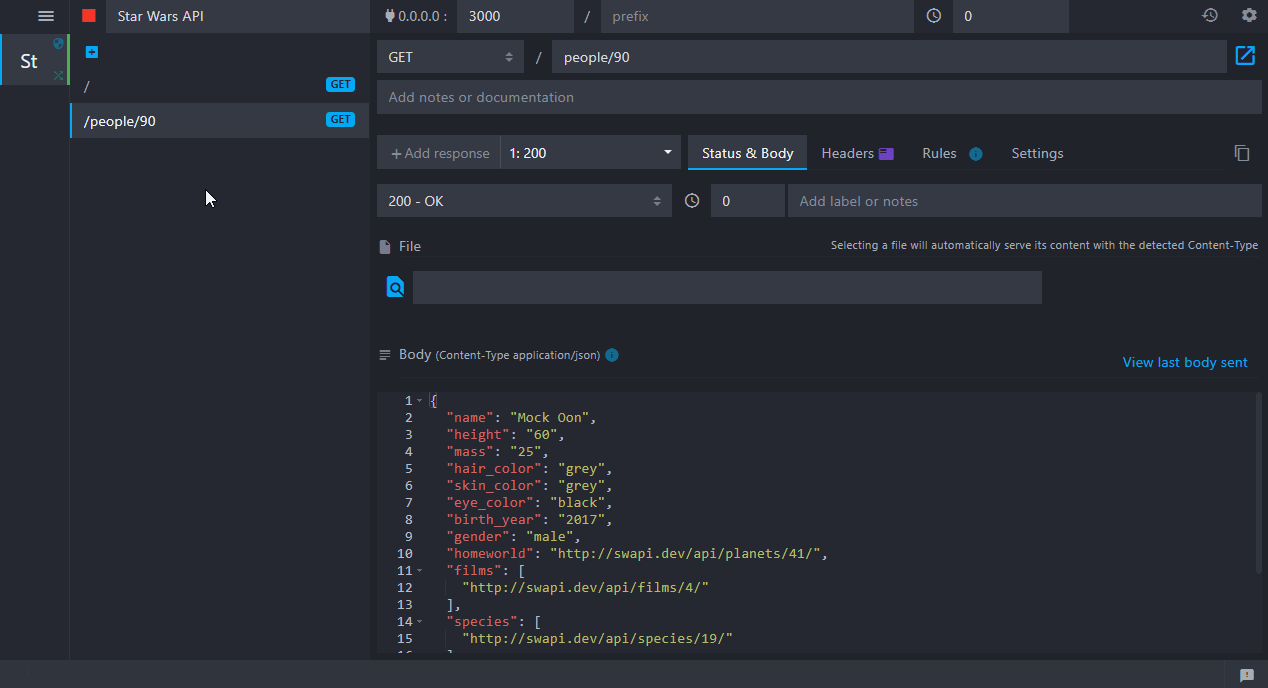 Star Wars API
0.0.0.0 :
3000
/
prefix
0
St
/
GET
/people/90
GET
GET
/
people/90
Add notes or documentation
+ Add response
1: 200
Status & Body
Headers
Rules
Settings
200 - OK
0
Add label or notes
File
Selecting a file will automatically serve its content with the detected Content-Type
Body (Content-Type application/json)
View last body sent
1 {
2 "name": "Mock Oon",
3 "height": "60",
4 "mass": "25",
5 "hair_color": "grey",
6 "skin_color": "grey",
7 "eye_color": "black",
8 "birth_year": "2017",
9 "gender": "male",
10 "homeworld": "http://swapi.dev/api/planets/41/",
11 "films": [
12 "http://swapi.dev/api/films/4/"
13 ],
14 "species": [
15 "http://swapi.dev/api/species/19/"